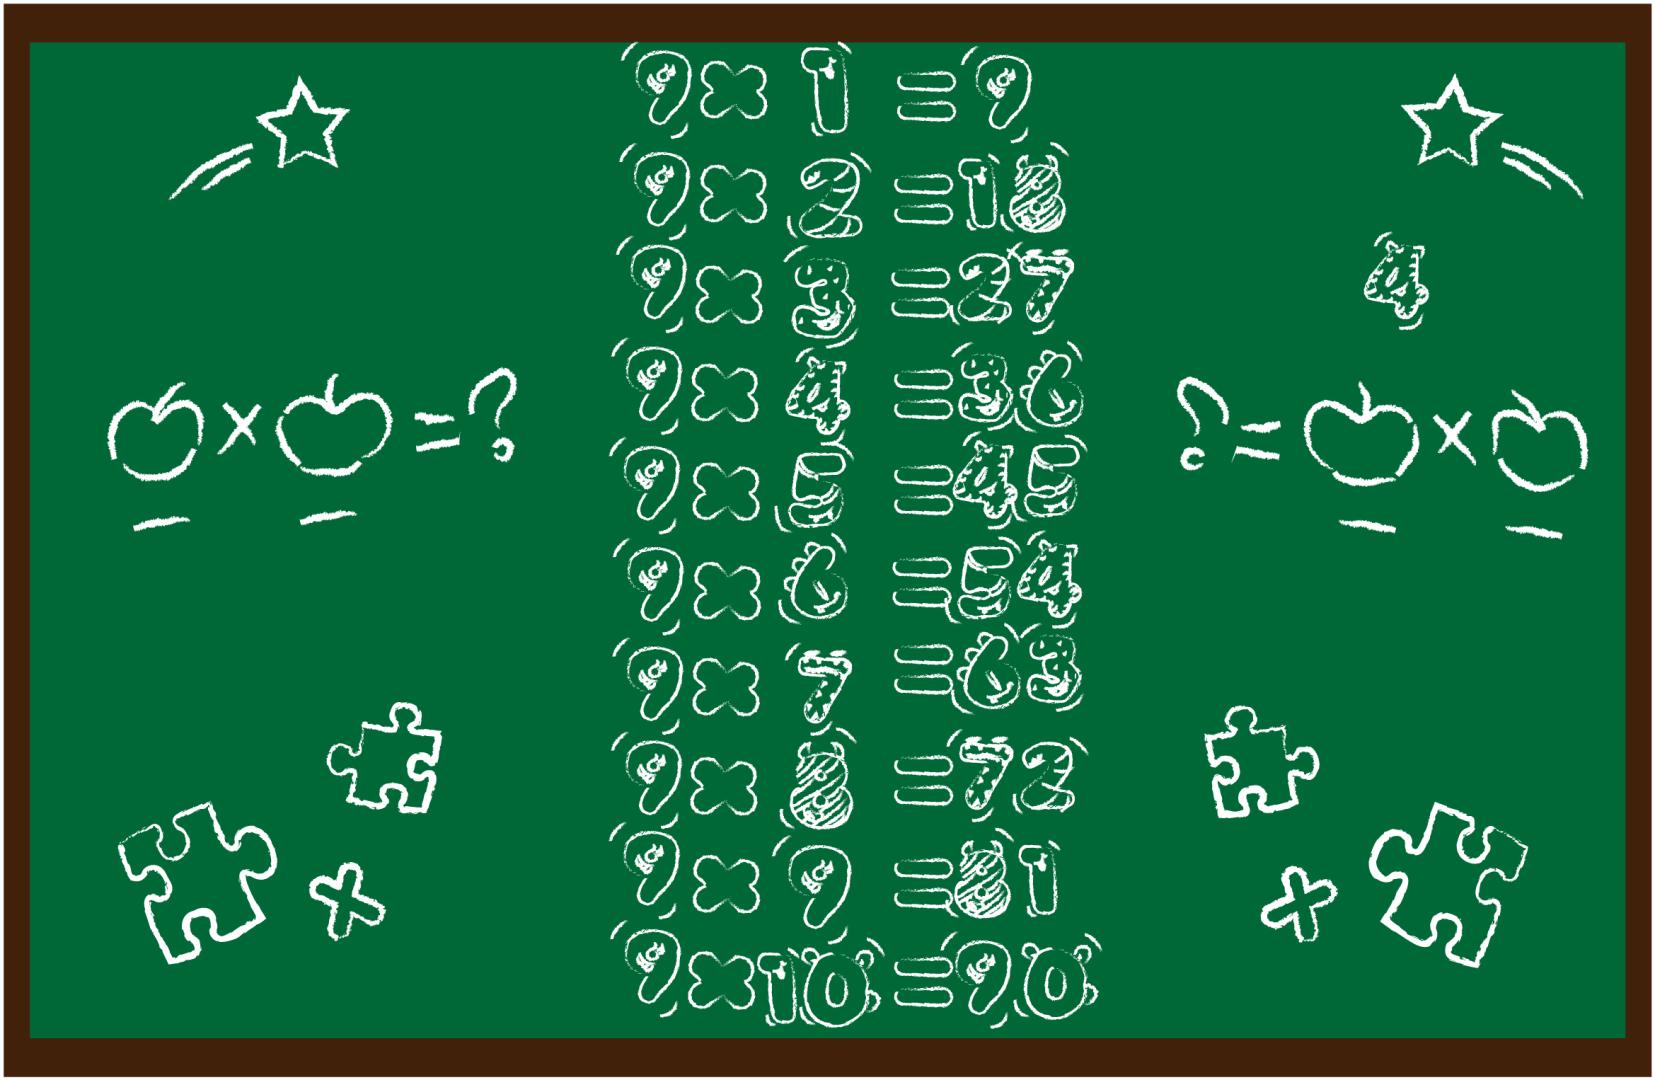 9 × 1 = 9
9 × 2 = 18
9 × 3 = 27
4
9 × 4 = 36
× = ?
? = ×
9 × 5 = 45
9 × 6 = 54
9 × 7 = 63
9 × 8 = 72
9 × 9 = 81
×
×
9 × 10 = 90